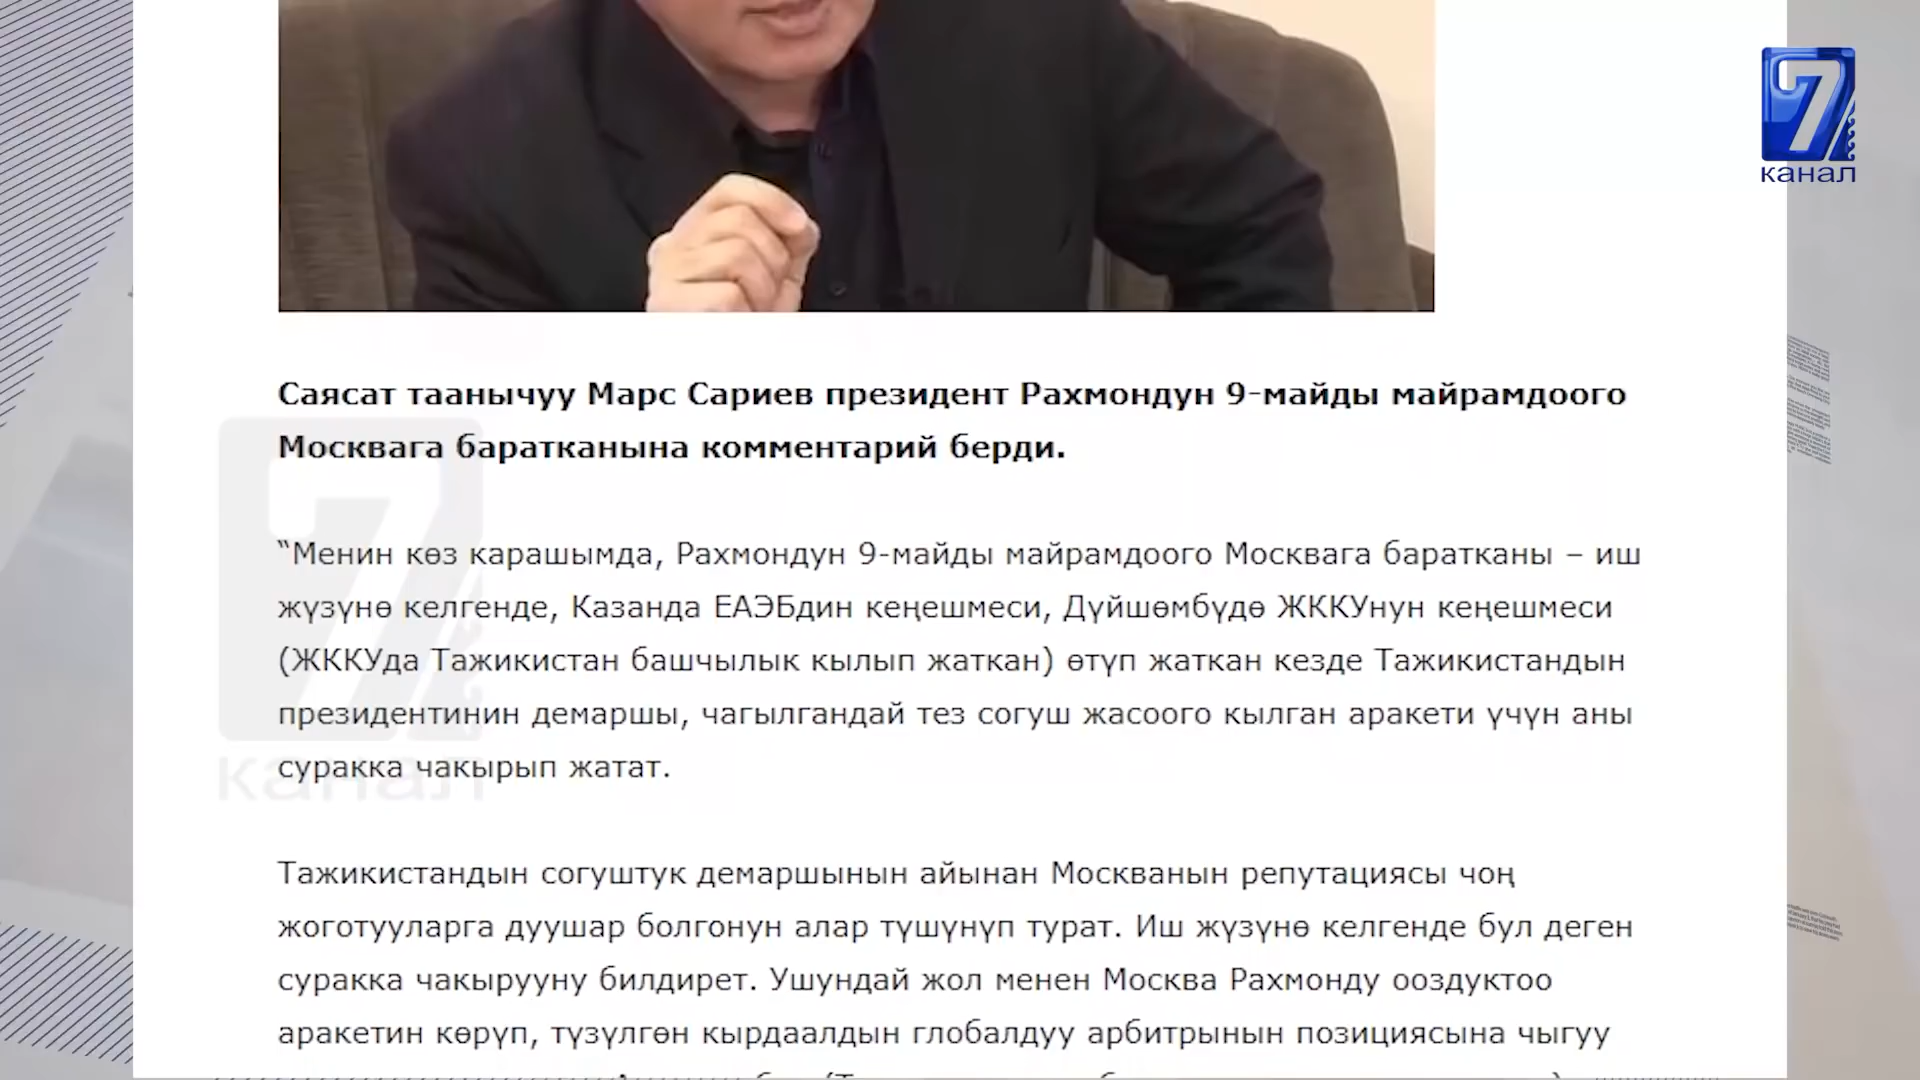 7
канал
Саясат таанычуу Марс Сариев президент Рахмондун 9-майды майрамдоого
Москвага баратканына комментарий берди.
“Менин көз карашымда, Рахмондун 9-майды майрамдоого Москвага баратканы – иш
жүзүнө келгенде, Казанда ЕАЭБдин кеңешмеси, Дүйшөмбүдө ЖККУнун кеңешмеси
(ЖККУда Тажикистан башчылык кылып жаткан) өтүп жаткан кезде Тажикистандын
президентинин демаршы, чагылгандай тез согуш жасоого кылган аракети үчүн аны
суракка чакырып жатат.
7
канал
Тажикистандын согуштук демаршынын айынан Москванын репутациясы чоң
жоготууларга дуушар болгонун алар түшүнүп турат. Иш жүзүнө келгенде бул деген
суракка чакырууну билдирет. Ушундай жол менен Москва Рахмонду ооздуктоо
аракетин көрүп, түзүлгөн кырдаалдын глобалдуу арбитрынын позициясына чыгуу